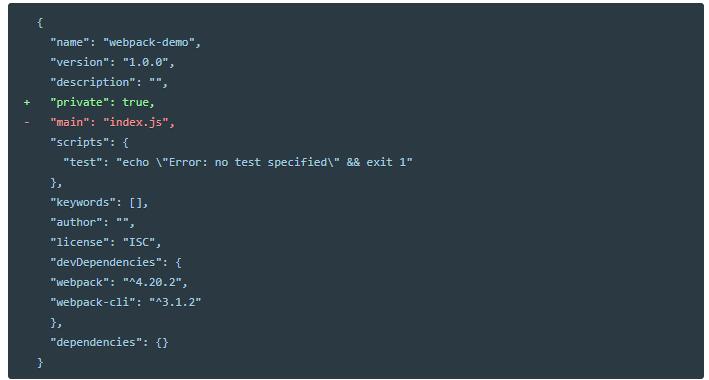 {
"name": "webpack-demo",
"version": "1.0.0",
"description": "",
+ "private": true,
- "main": "index.js",
"scripts": {
"test": "echo \"Error: no test specified\" && exit 1"
},
"keywords": [],
"author": "",
"license": "ISC",
"devDependencies": {
"webpack": "^4.20.2",
"webpack-cli": "^3.1.2"
},
"dependencies": {}
}